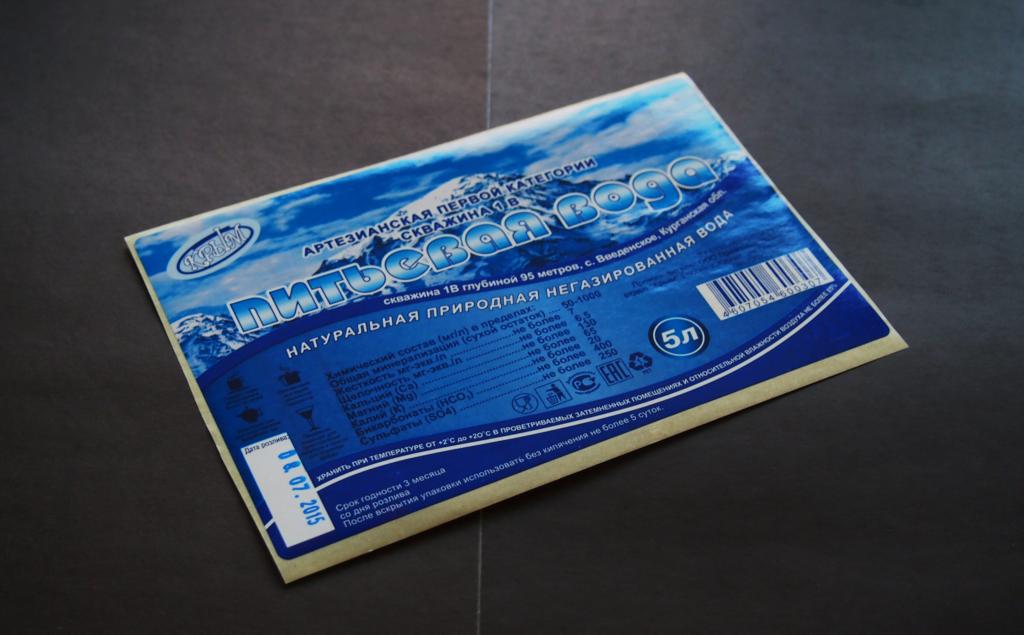 КРиМ
АРТЕЗИАНСКАЯ ПЕРВОЙ КАТЕГОРИИ
СКВАЖИНА 1В
питьевая вода
скважина 1В глубиной 95 метров, с. Введенское, Курганская обл.
НАТУРАЛЬНАЯ ПРИРОДНАЯ НЕГАЗИРОВАННАЯ ВОДА
Химический состав (мг/л) в пределах:
Общая минерализация (сухой остаток) .... 50-1000
Жесткость мг-экв./л ...... не более 7
Щелочность мг-экв./л ...... не более 6,5
Кальций (Ca) ...... не более 130
Магний (Mg) ...... не более 65
Калий (K) ...... не более 20
Бикарбонаты (HCO3) ...... не более 400
Сульфаты (SO4) ...... не более 250
5л
4 607054 600307
EAC
ХРАНИТЬ ПРИ ТЕМПЕРАТУРЕ ОТ +2°С до +20°С В ПРОВЕТРИВАЕМЫХ ЗАТЕМНЕННЫХ ПОМЕЩЕНИЯХ И ОТНОСИТЕЛЬНОЙ ВЛАЖНОСТИ ВОЗДУХА НЕ БОЛЕЕ 85%
Дата розлива:
08.07.2015
Срок годности 3 месяца
со дня розлива
После вскрытия упаковки использовать без кипячения не более 5 суток.